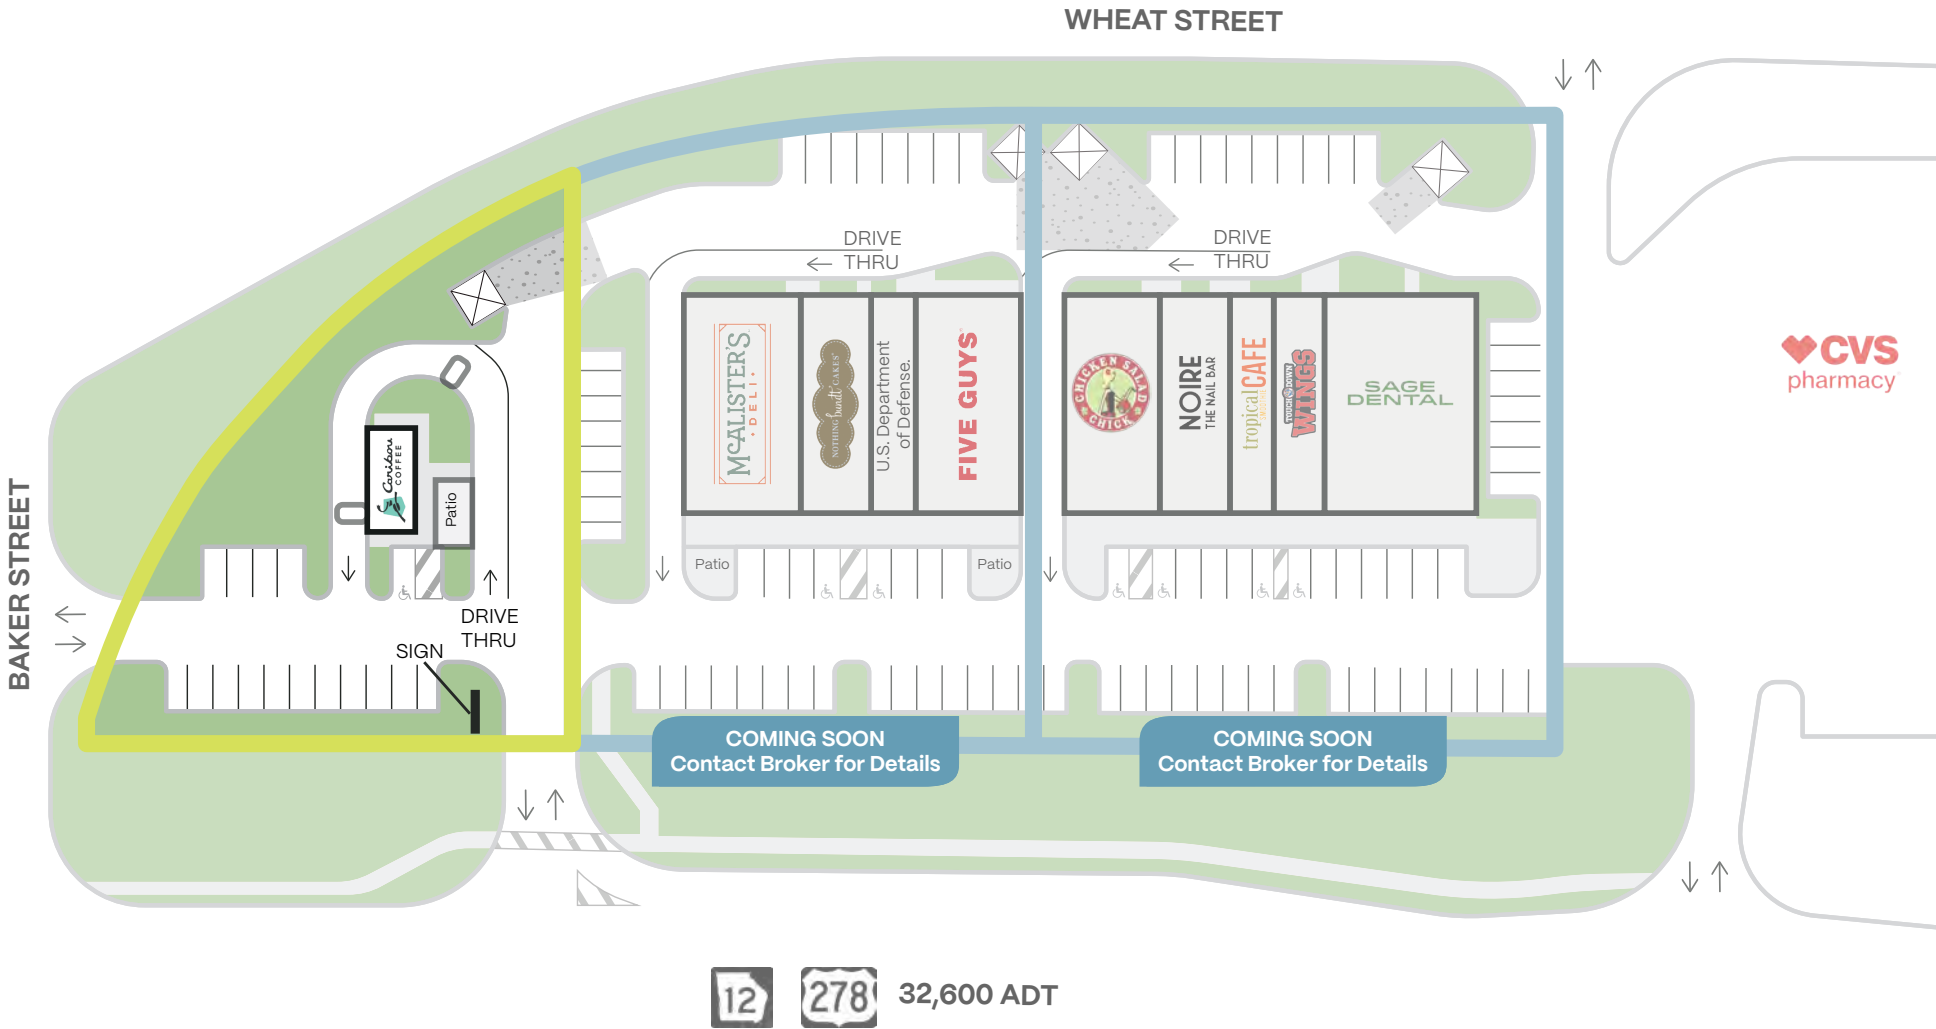 WHEAT STREET
DRIVE
THRU
DRIVE
THRU
McALISTER'S
DELI
NOTHING bundt CAKES
U.S. Department
of Defense.
FIVE GUYS
CHICKEN SALAD
CHICK
NOIRE
THE NAIL BAR
tropical
CAFE
TOUCHDOWN
WINGS
SAGE
DENTAL
CVS
pharmacy
Caribou
COFFEE
Patio
BAKER STREET
Patio
Patio
DRIVE
THRU
SIGN
COMING SOON
Contact Broker for Details
COMING SOON
Contact Broker for Details
12
278
32,600 ADT